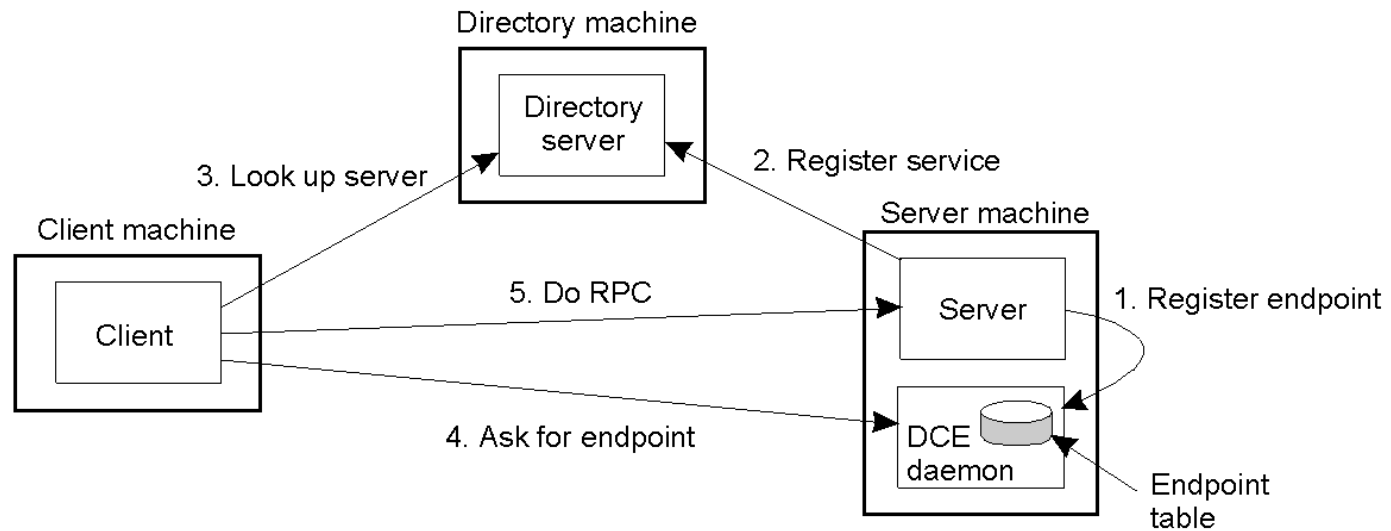 Directory machine
Directory
server
3. Look up server
2. Register service
Client machine
Server machine
5. Do RPC
1. Register endpoint
Client
Server
4. Ask for endpoint
DCE
daemon
Endpoint
table